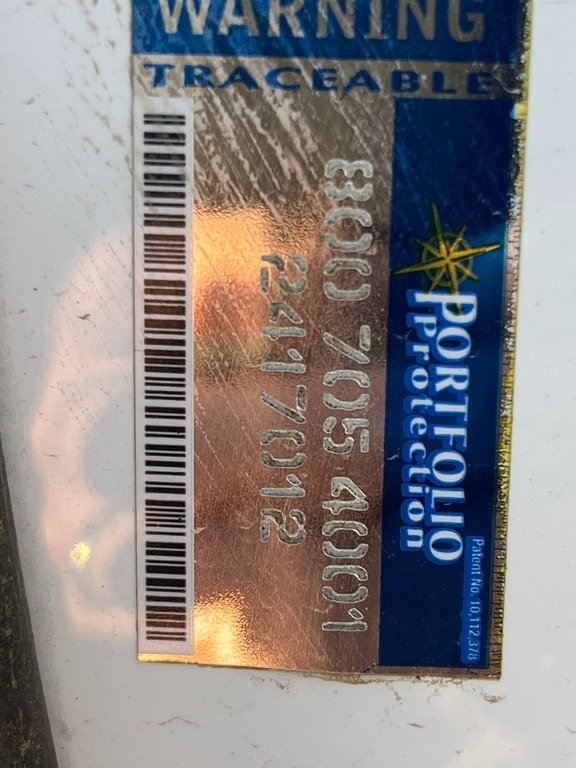 WARNING
TRACEABLE
PORTFOLIO
Protection
Patent No. 10,112,378
800 705 4001
2417012